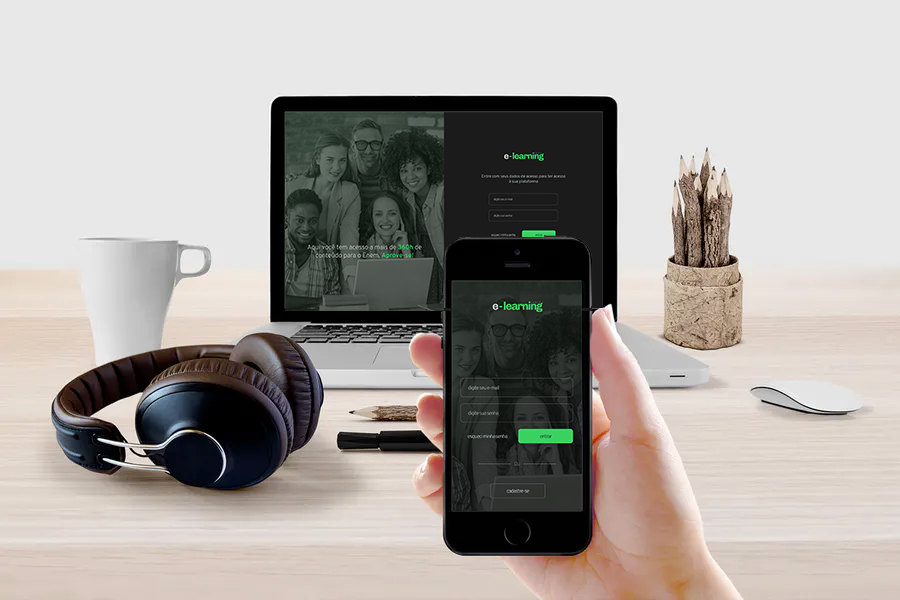 e-learning
Entre com seus dados de acesso para ter acesso
à sua plataforma
digite seu e-mail
digite sua senha
esqueci minha senha
entrar
Aqui você tem acesso a mais de 360h de
conteúdo para o Enem. Aprove-se!
e-learning
digite seu e-mail
digite sua senha
esqueci minha senha
entrar
ou
cadastre-se